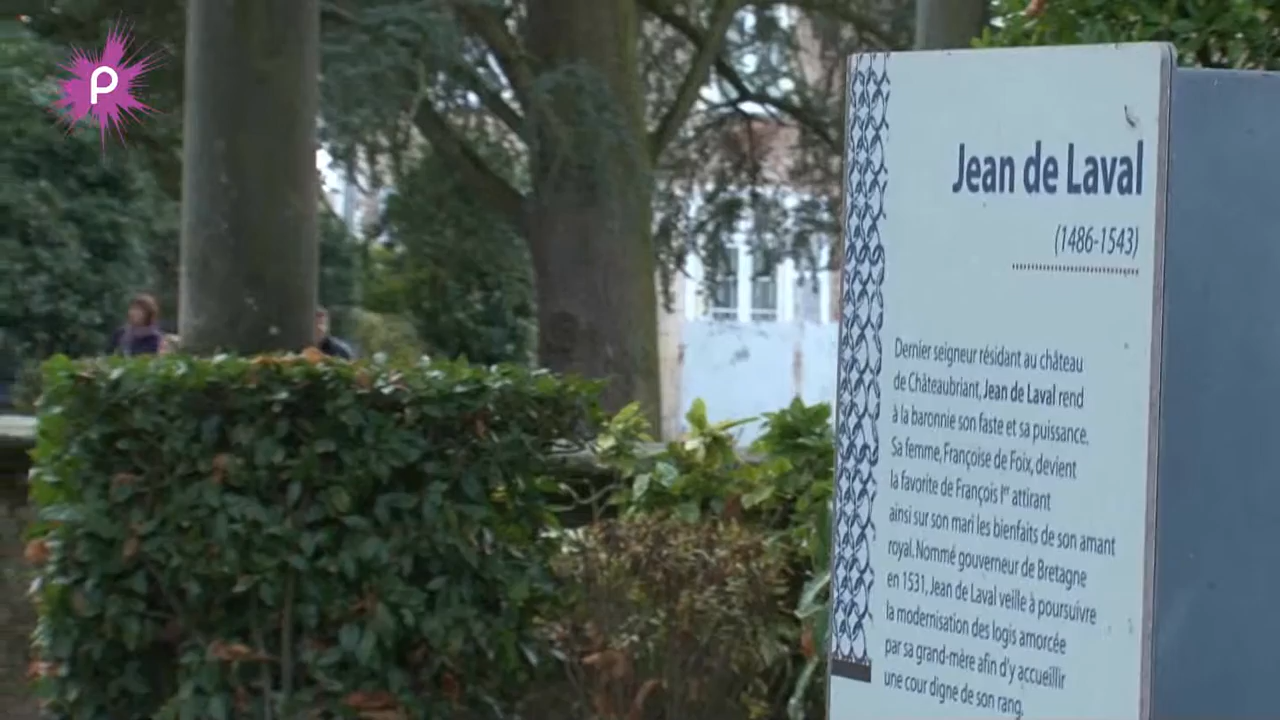 P
Jean de Laval
(1486-1543)
Dernier seigneur résidant au château
de Châteaubriant, Jean de Laval rend
à la baronnie son faste et sa puissance.
Sa femme, Françoise de Foix, devient
la favorite de François Iᵉʳ attirant
ainsi sur son mari les bienfaits de son amant
royal. Nommé gouverneur de Bretagne
en 1531, Jean de Laval veille à poursuivre
la modernisation des logis amorcée
par sa grand-mère afin d'y accueillir
une cour digne de son rang.